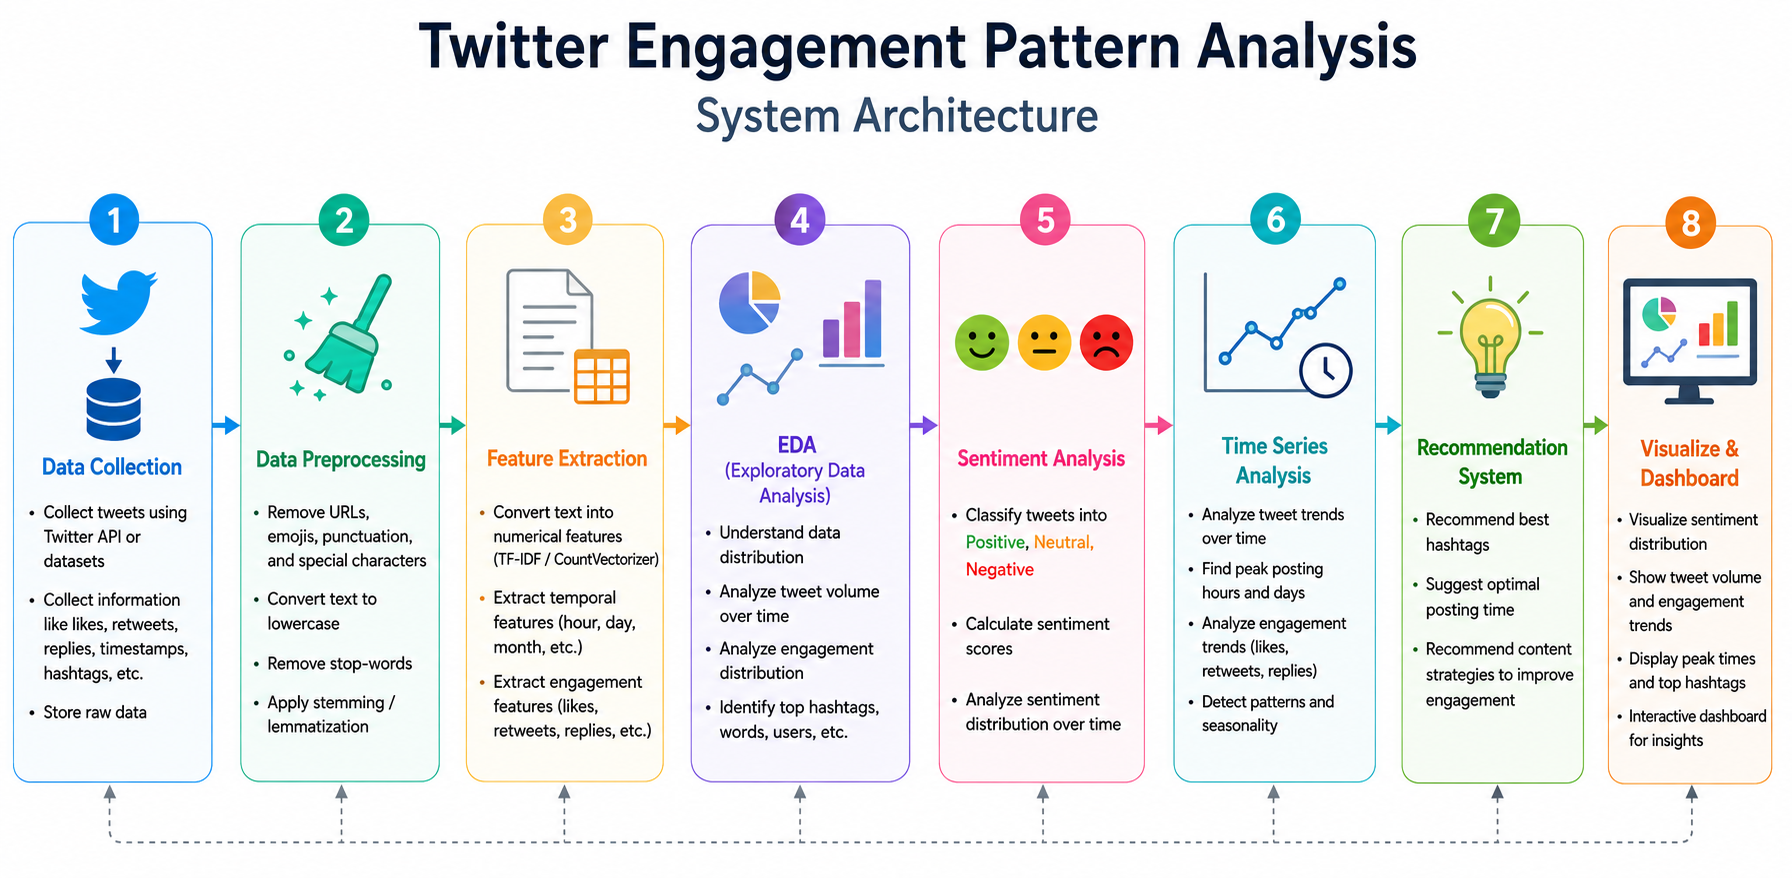 Twitter Engagement Pattern Analysis
System Architecture
1
Data Collection
• Collect tweets using
Twitter API or
datasets
• Collect information
like likes, retweets,
replies, timestamps,
hashtags, etc.
• Store raw data
2
Data Preprocessing
• Remove URLs,
emojis, punctuation,
and special characters
• Convert text to
lowercase
• Remove stop-words
• Apply stemming /
lemmatization
3
Feature Extraction
• Convert text into
numerical features
(TF-IDF / CountVectorizer)
• Extract temporal
features (hour, day,
month, etc.)
• Extract engagement
features (likes,
retweets, replies, etc.)
4
EDA
(Exploratory Data
Analysis)
• Understand data
distribution
• Analyze tweet volume
over time
• Analyze engagement
distribution
• Identify top hashtags,
words, users, etc.
5
Sentiment Analysis
• Classify tweets into
Positive, Neutral,
Negative
• Calculate sentiment
scores
• Analyze sentiment
distribution over time
6
Time Series
Analysis
• Analyze tweet trends
over time
• Find peak posting
hours and days
• Analyze engagement
trends (likes,
retweets, replies)
• Detect patterns and
seasonality
7
Recommendation
System
• Recommend best
hashtags
• Suggest optimal
posting time
• Recommend content
strategies to improve
engagement
8
Visualize &
Dashboard
• Visualize sentiment
distribution
• Show tweet volume
and engagement
trends
• Display peak times
and top hashtags
• Interactive dashboard
for insights